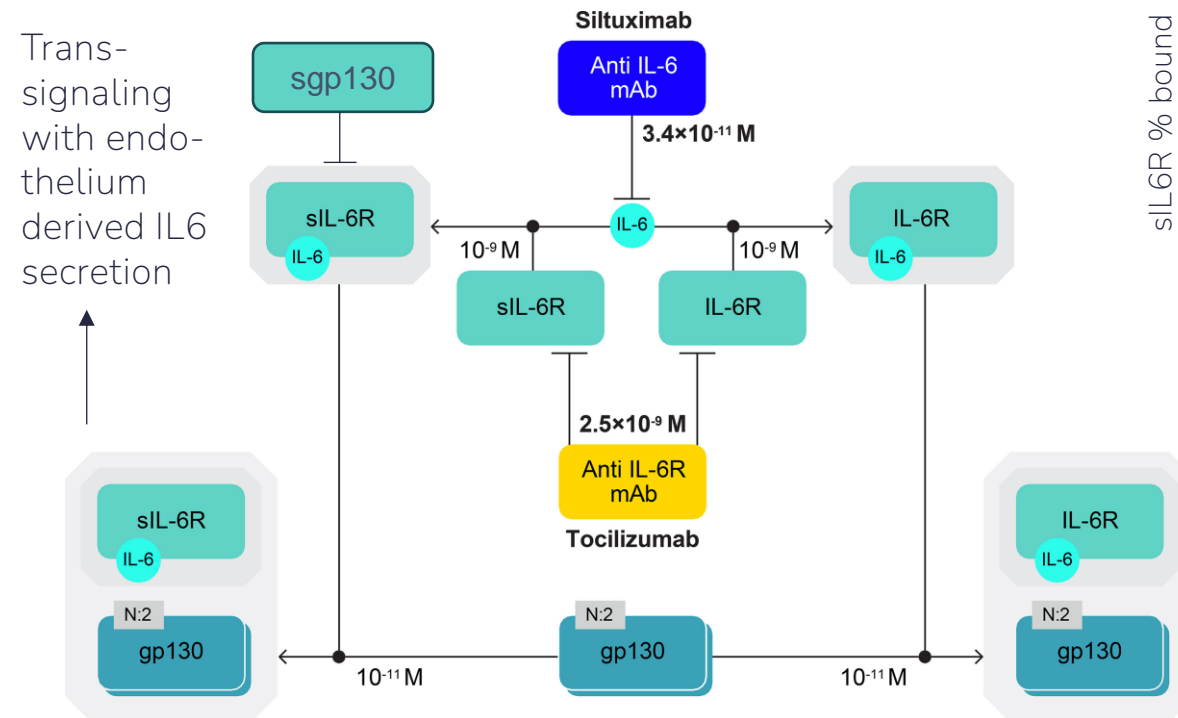 Trans-
signaling
with endo-
thelium
derived IL6
secretion
sgp130
Siltuximab
Anti IL-6
mAb
3.4×10⁻¹¹ M
sIL6R % bound
sIL-6R
IL-6
IL-6
IL-6R
IL-6
10⁻⁹ M
10⁻⁹ M
sIL-6R
IL-6R
2.5×10⁻⁹ M
Anti IL-6R
mAb
Tocilizumab
sIL-6R
IL-6
N:2
gp130
10⁻¹¹ M
N:2
gp130
10⁻¹¹ M
IL-6R
IL-6
N:2
gp130